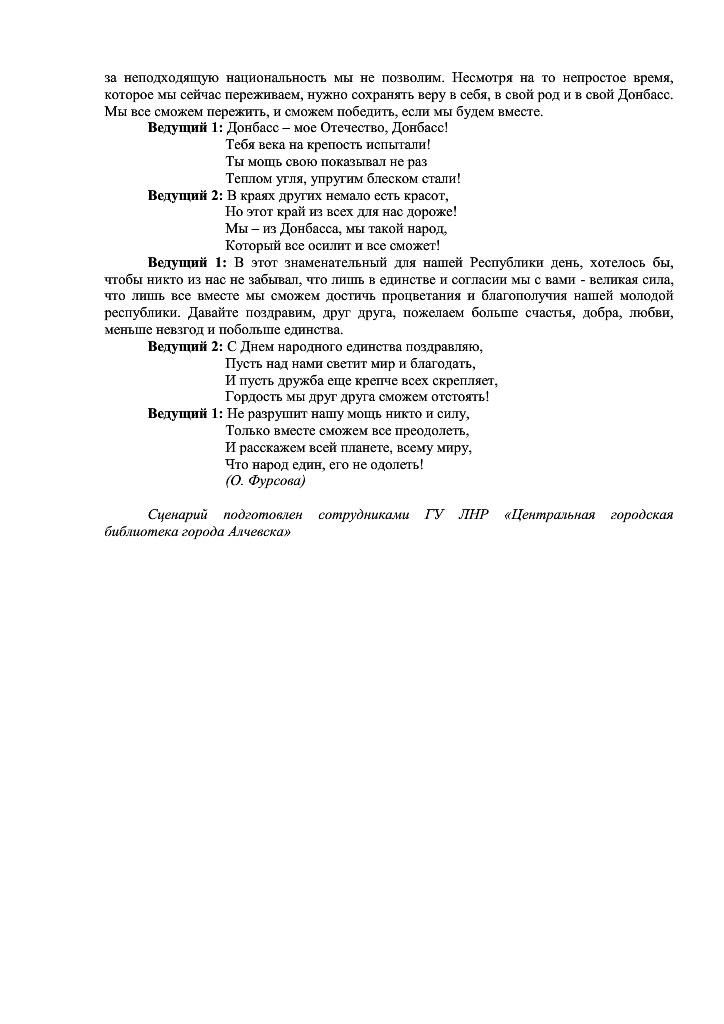 за неподходящую национальность мы не позволим. Несмотря на то непростое время,
которое мы сейчас переживаем, нужно сохранять веру в себя, в свой род и в свой Донбасс.
Мы все сможем пережить, и сможем победить, если мы будем вместе.
Ведущий 1: Донбасс – мое Отечество, Донбасс!
Тебя века на крепость испытали!
Ты мощь свою показывал не раз
Теплом угля, упругим блеском стали!
Ведущий 2: В краях других немало есть красот,
Но этот край из всех для нас дороже!
Мы – из Донбасса, мы такой народ,
Который все осилит и все сможет!
Ведущий 1: В этот знаменательный для нашей Республики день, хотелось бы,
чтобы никто из нас не забывал, что лишь в единстве и согласии мы с вами - великая сила,
что лишь все вместе мы сможем достичь процветания и благополучия нашей молодой
республики. Давайте поздравим, друг друга, пожелаем больше счастья, добра, любви,
меньше невзгод и побольше единства.
Ведущий 2: С Днем народного единства поздравляю,
Пусть над нами светит мир и благодать,
И пусть дружба еще крепче всех скрепляет,
Гордость мы друг друга сможем отстоять!
Ведущий 1: Не разрушит нашу мощь никто и силу,
Только вместе сможем все преодолеть,
И расскажем всей планете, всему миру,
Что народ един, его не одолеть!
(О. Фурсова)
Сценарий подготовлен сотрудниками ГУ ЛНР «Центральная городская
библиотека города Алчевска»